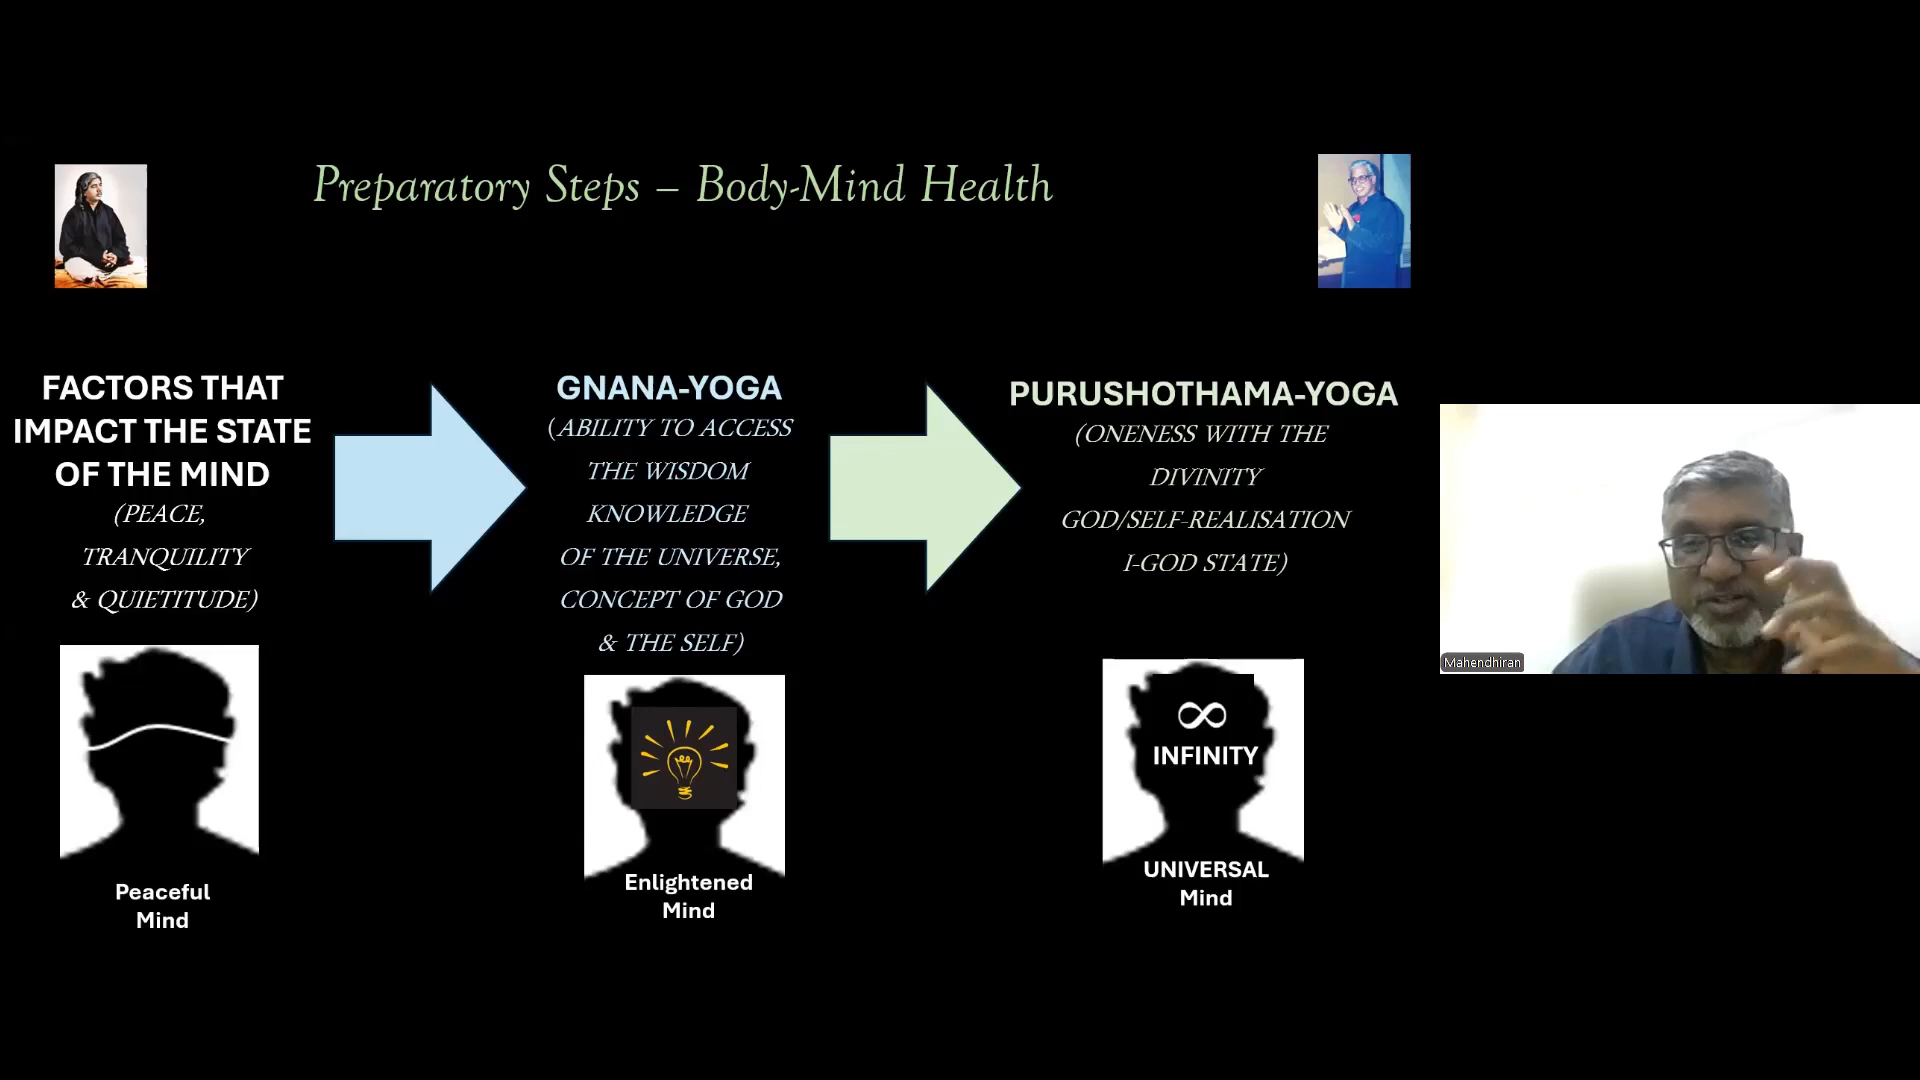 Preparatory Steps – Body-Mind Health
FACTORS THAT
IMPACT THE STATE
OF THE MIND
(PEACE,
TRANQUILITY
& QUIETITUDE)
Peaceful
Mind
GNANA-YOGA
(ABILITY TO ACCESS
THE WISDOM
KNOWLEDGE
OF THE UNIVERSE,
CONCEPT OF GOD
& THE SELF)
Enlightened
Mind
PURUSHOTHAMA-YOGA
(ONENESS WITH THE
DIVINITY
GOD/SELF-REALISATION
I-GOD STATE)
∞
INFINITY
UNIVERSAL
Mind
Mahendhiran